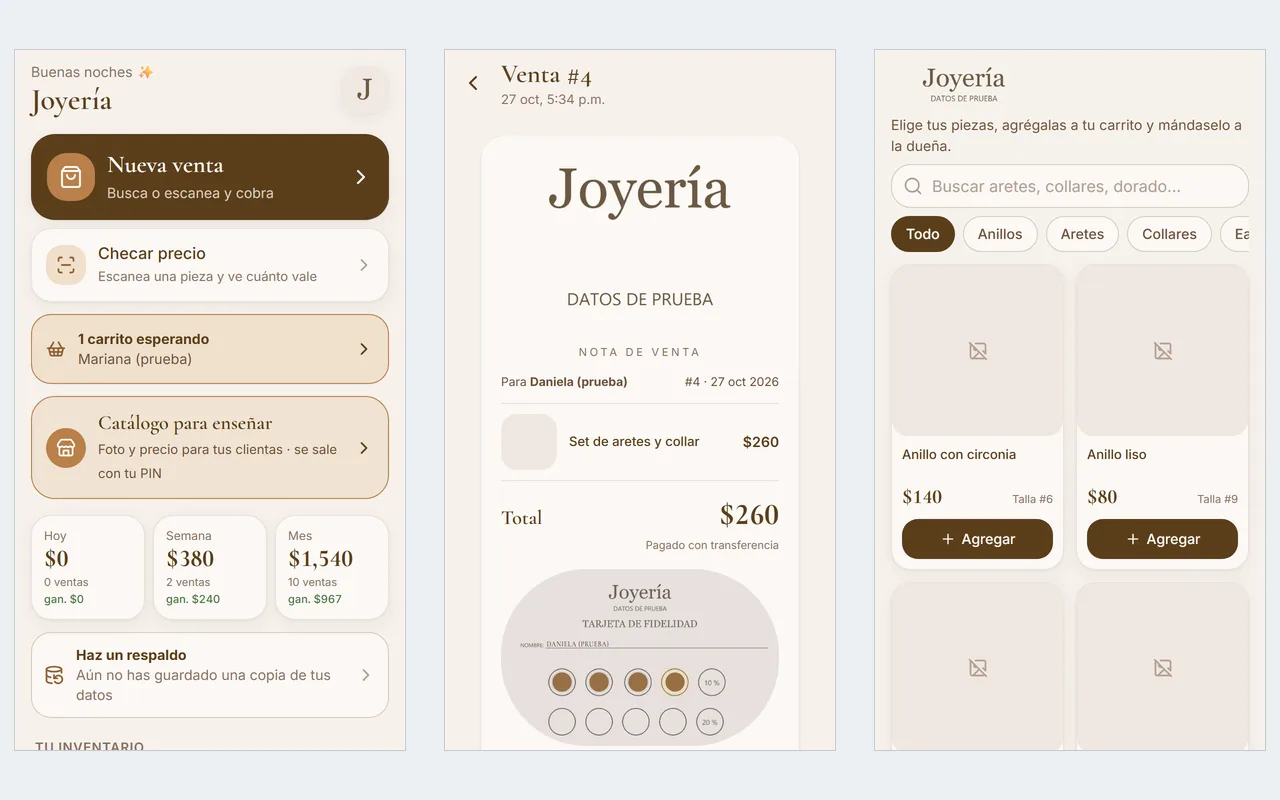 Buenas noches ✨
Joyería
J
Nueva venta
Busca o escanea y cobra
Checar precio
Escanea una pieza y ve cuánto vale
1 carrito esperando
Mariana (prueba)
Catálogo para enseñar
Foto y precio para tus clientes · se sale
con tu PIN
Hoy
$0
0 ventas
gan. $0
Semana
$380
2 ventas
gan. $240
Mes
$1,540
10 ventas
gan. $967
Haz un respaldo
Aún no has guardado una copia de tus
datos
TU INVENTARIO
Venta #4
27 oct, 5:34 p.m.
Joyería
DATOS DE PRUEBA
NOTA DE VENTA
Para Daniela (prueba) #4 · 27 oct 2026
Set de aretes y collar $260
Total $260
Pagado con transferencia
Joyería
DATOS DE PRUEBA
TARJETA DE FIDELIDAD
NOMBRE: DANIELA (PRUEBA)
10 %
20 %
Joyería
DATOS DE PRUEBA
Elige tus piezas, agrégalas a tu carrito y mándaselo a
la dueña.
Buscar aretes, collares, dorado...
Todo Anillos Aretes Collares Ea
Anillo con circonia
$140 Talla #6
+ Agregar
Anillo liso
$80 Talla #9
+ Agregar